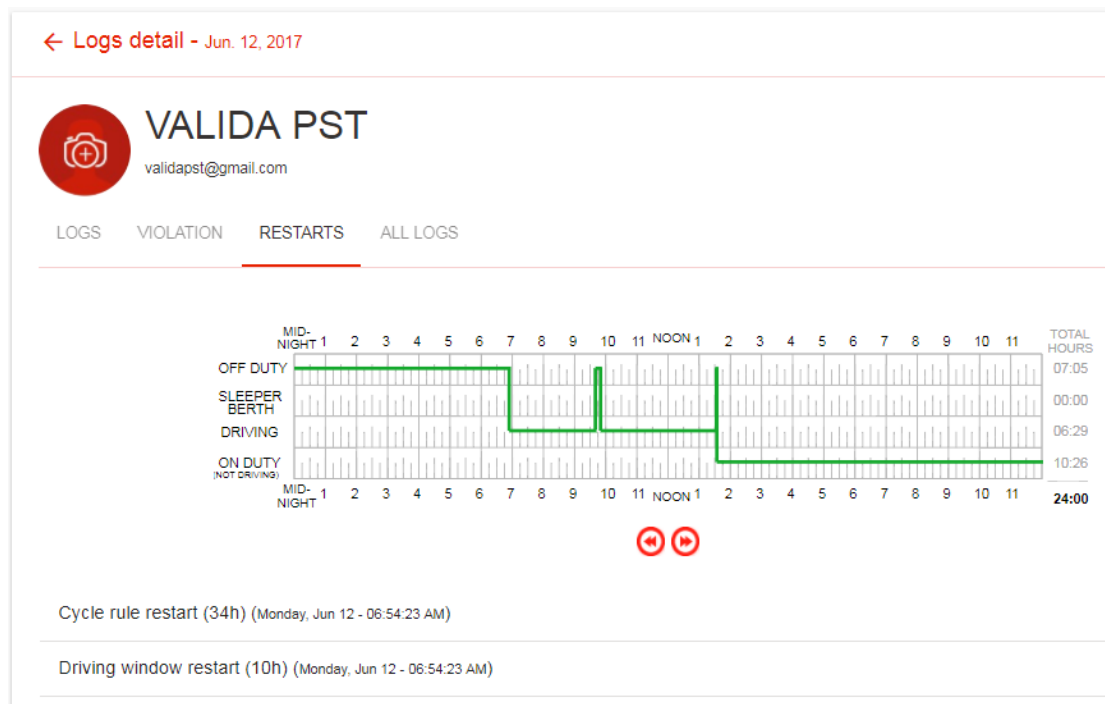 ← Logs detail - Jun. 12, 2017
VALIDA PST
validapst@gmail.com
LOGS VIOLATION RESTARTS ALL LOGS
MID-NIGHT 1 2 3 4 5 6 7 8 9 10 11 NOON 1 2 3 4 5 6 7 8 9 10 11 TOTAL HOURS
OFF DUTY 07:05
SLEEPER BERTH 00:00
DRIVING 06:29
ON DUTY (NOT DRIVING) 10:26
MID-NIGHT 1 2 3 4 5 6 7 8 9 10 11 NOON 1 2 3 4 5 6 7 8 9 10 11 24:00
Cycle rule restart (34h) (Monday, Jun 12 - 06:54:23 AM)
Driving window restart (10h) (Monday, Jun 12 - 06:54:23 AM)